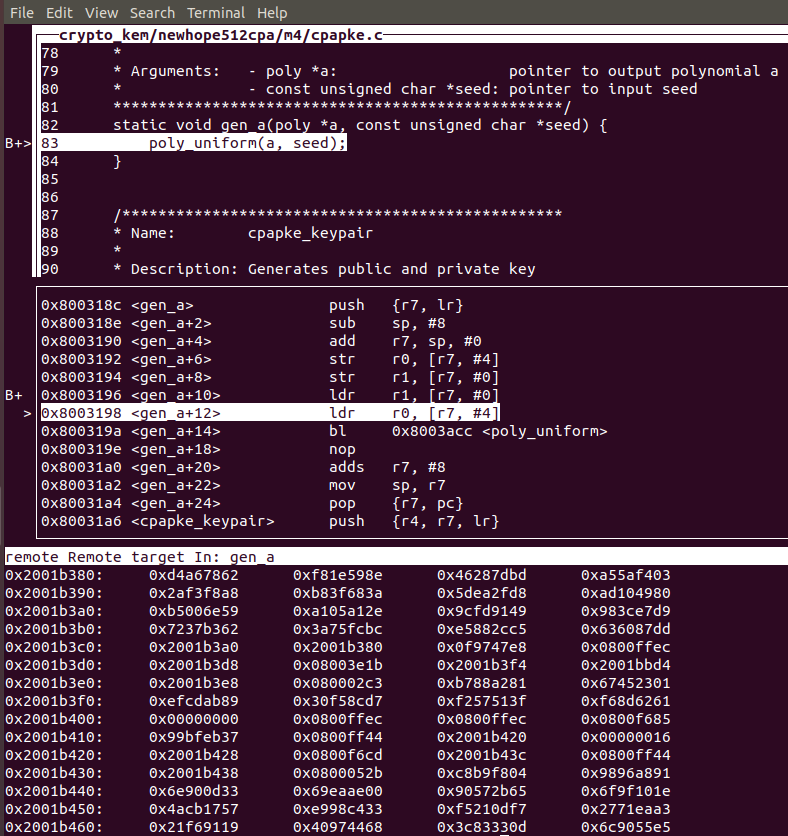 File Edit View Search Terminal Help
crypto_kem/newhope512cpa/m4/cpapke.c
78 *
79 * Arguments: - poly *a: pointer to output polynomial a
80 * - const unsigned char *seed: pointer to input seed
81 **************************************************/
82 static void gen_a(poly *a, const unsigned char *seed) {
B+> 83 poly_uniform(a, seed);
84 }
85
86
87 /*************************************************
88 * Name: cpapke_keypair
89 *
90 * Description: Generates public and private key
0x800318c <gen_a> push {r7, lr}
0x800318e <gen_a+2> sub sp, #8
0x8003190 <gen_a+4> add r7, sp, #0
0x8003192 <gen_a+6> str r0, [r7, #4]
0x8003194 <gen_a+8> str r1, [r7, #0]
B+ 0x8003196 <gen_a+10> ldr r1, [r7, #0]
> 0x8003198 <gen_a+12> ldr r0, [r7, #4]
0x800319a <gen_a+14> bl 0x8003acc <poly_uniform>
0x800319e <gen_a+18> nop
0x80031a0 <gen_a+20> adds r7, #8
0x80031a2 <gen_a+22> mov sp, r7
0x80031a4 <gen_a+24> pop {r7, pc}
0x80031a6 <cpapke_keypair> push {r4, r7, lr}
remote Remote target In: gen_a
0x2001b380: 0xd4a67862 0xf81e598e 0x46287dbd 0xa55af403
0x2001b390: 0x2af3f8a8 0xb83f683a 0x5dea2fd8 0xad104980
0x2001b3a0: 0xb5006e59 0xa105a12e 0x9cfd9149 0x983ce7d9
0x2001b3b0: 0x7237b362 0x3a75fcbc 0xe5882cc5 0x636087dd
0x2001b3c0: 0x2001b3a0 0x2001b380 0x0f9747e8 0x0800ffec
0x2001b3d0: 0x2001b3d8 0x08003e1b 0x2001b3f4 0x2001bbd4
0x2001b3e0: 0x2001b3e8 0x080002c3 0xb788a281 0x67452301
0x2001b3f0: 0xefcdab89 0x30f58cd7 0xf257513f 0xf68d6261
0x2001b400: 0x00000000 0x0800ffec 0x0800ffec 0x0800f685
0x2001b410: 0x99bfeb37 0x0800ff44 0x2001b420 0x00000016
0x2001b420: 0x2001b428 0x0800f6cd 0x2001b43c 0x0800ff44
0x2001b430: 0x2001b438 0x0800052b 0xc8b9f804 0x9896a891
0x2001b440: 0x6e900d33 0x69eaae00 0x90572b65 0x6f9f101e
0x2001b450: 0x4acb1757 0xe998c433 0xf5210df7 0x2771eaa3
0x2001b460: 0x21f69119 0x40974468 0x3c83330d 0x6c9055e5